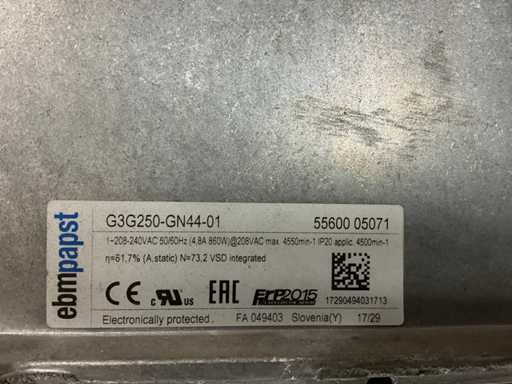 ebmpapst
G3G250-GN44-01 55600 05071
1~208-240VAC 50/60Hz (4,8A 860W)@208VAC max. 4550min-1 IP20 applic. 4500min-1
η=61,7% (A,static) N=73,2 VSD integrated
CE c RU us EAC ErP2015
17290494031713
Electronically protected FA 049403 Slovenia(Y) 17/29